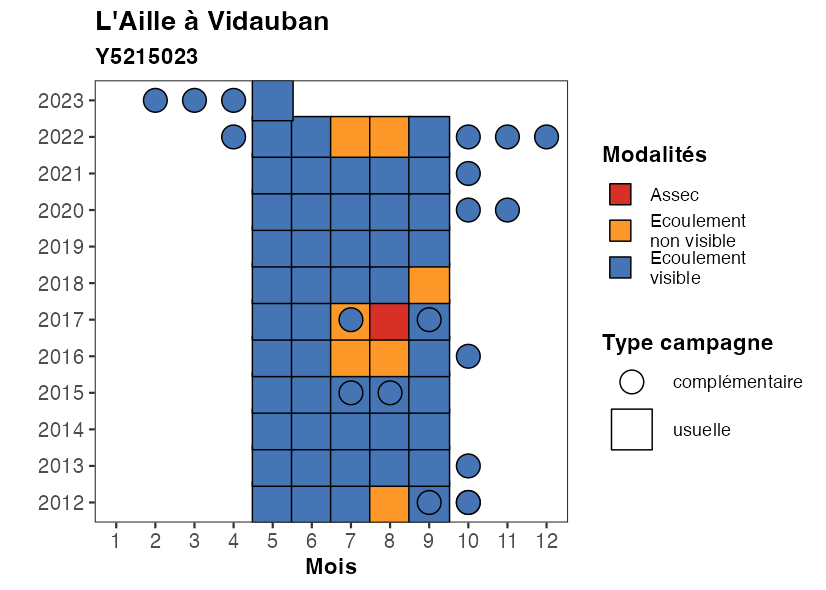 L'Aille à Vidauban
Y5215023
2023
2022
2021
2020
2019
2018
2017
2016
2015
2014
2013
2012
1 2 3 4 5 6 7 8 9 10 11 12
Mois
Modalités
Assec
Ecoulement
non visible
Ecoulement
visible
Type campagne
complémentaire
usuelle